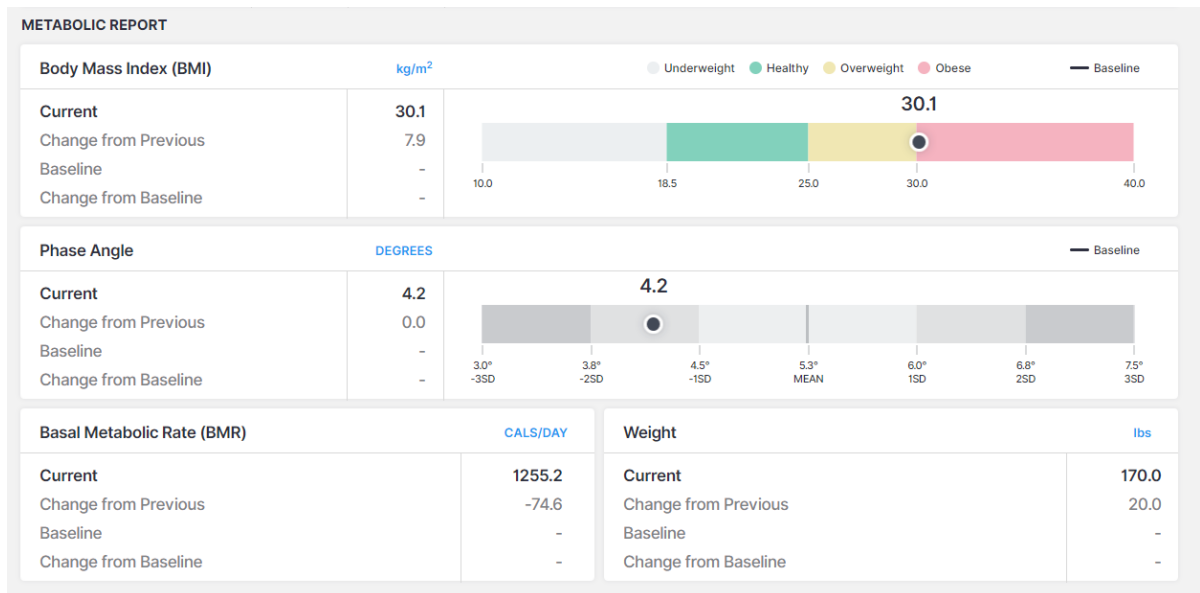 METABOLIC REPORT
Body Mass Index (BMI) kg/m²
Underweight Healthy Overweight Obese Baseline
Current 30.1
Change from Previous 7.9
Baseline -
Change from Baseline -
30.1
10.0 18.5 25.0 30.0 40.0
Phase Angle DEGREES
Baseline
Current 4.2
Change from Previous 0.0
Baseline -
Change from Baseline -
4.2
3.0° 3.8° 4.5° 5.3° 6.0° 6.8° 7.5°
-3SD -2SD -1SD MEAN 1SD 2SD 3SD
Basal Metabolic Rate (BMR) CALS/DAY
Current 1255.2
Change from Previous -74.6
Baseline -
Change from Baseline -
Weight lbs
Current 170.0
Change from Previous 20.0
Baseline -
Change from Baseline -